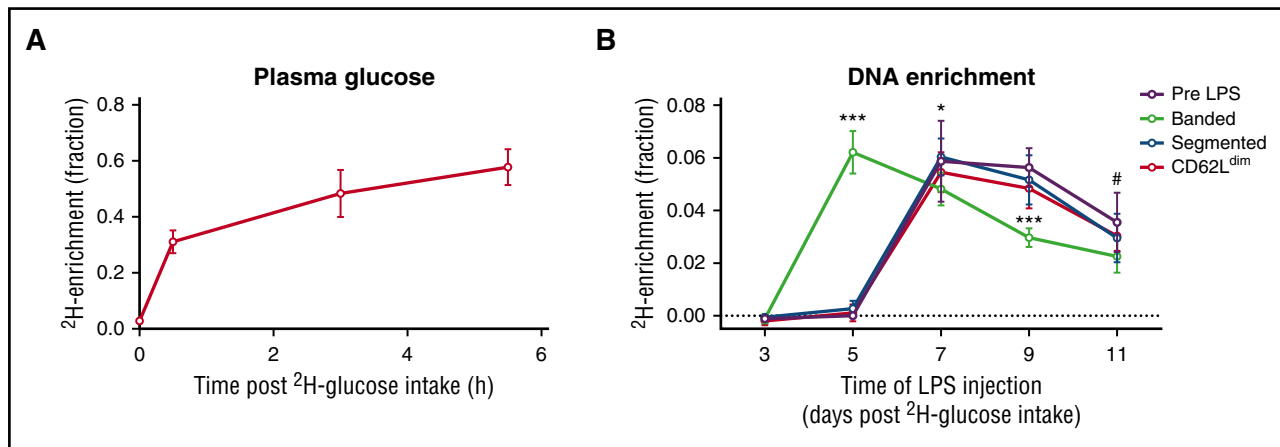 A
Plasma glucose
²H-enrichment (fraction)
0.8
0.6
0.4
0.2
0.0
0
2
4
6
Time post ²H-glucose intake (h)
B
DNA enrichment
²H-enrichment (fraction)
0.08
0.06
0.04
0.02
0.00
***
*
***
#
3
5
7
9
11
Time of LPS injection
(days post ²H-glucose intake)
Pre LPS
Banded
Segmented
CD62Lᵈⁱᵐ